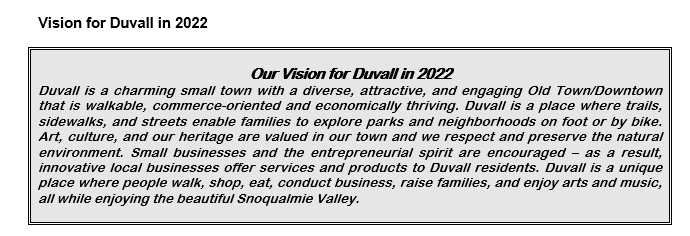 Vision for Duvall in 2022
Our Vision for Duvall in 2022
Duvall is a charming small town with a diverse, attractive, and engaging Old Town/Downtown
that is walkable, commerce-oriented and economically thriving. Duvall is a place where trails,
sidewalks, and streets enable families to explore parks and neighborhoods on foot or by bike.
Art, culture, and our heritage are valued in our town and we respect and preserve the natural
environment. Small businesses and the entrepreneurial spirit are encouraged – as a result,
innovative local businesses offer services and products to Duvall residents. Duvall is a unique
place where people walk, shop, eat, conduct business, raise families, and enjoy arts and music,
all while enjoying the beautiful Snoqualmie Valley.